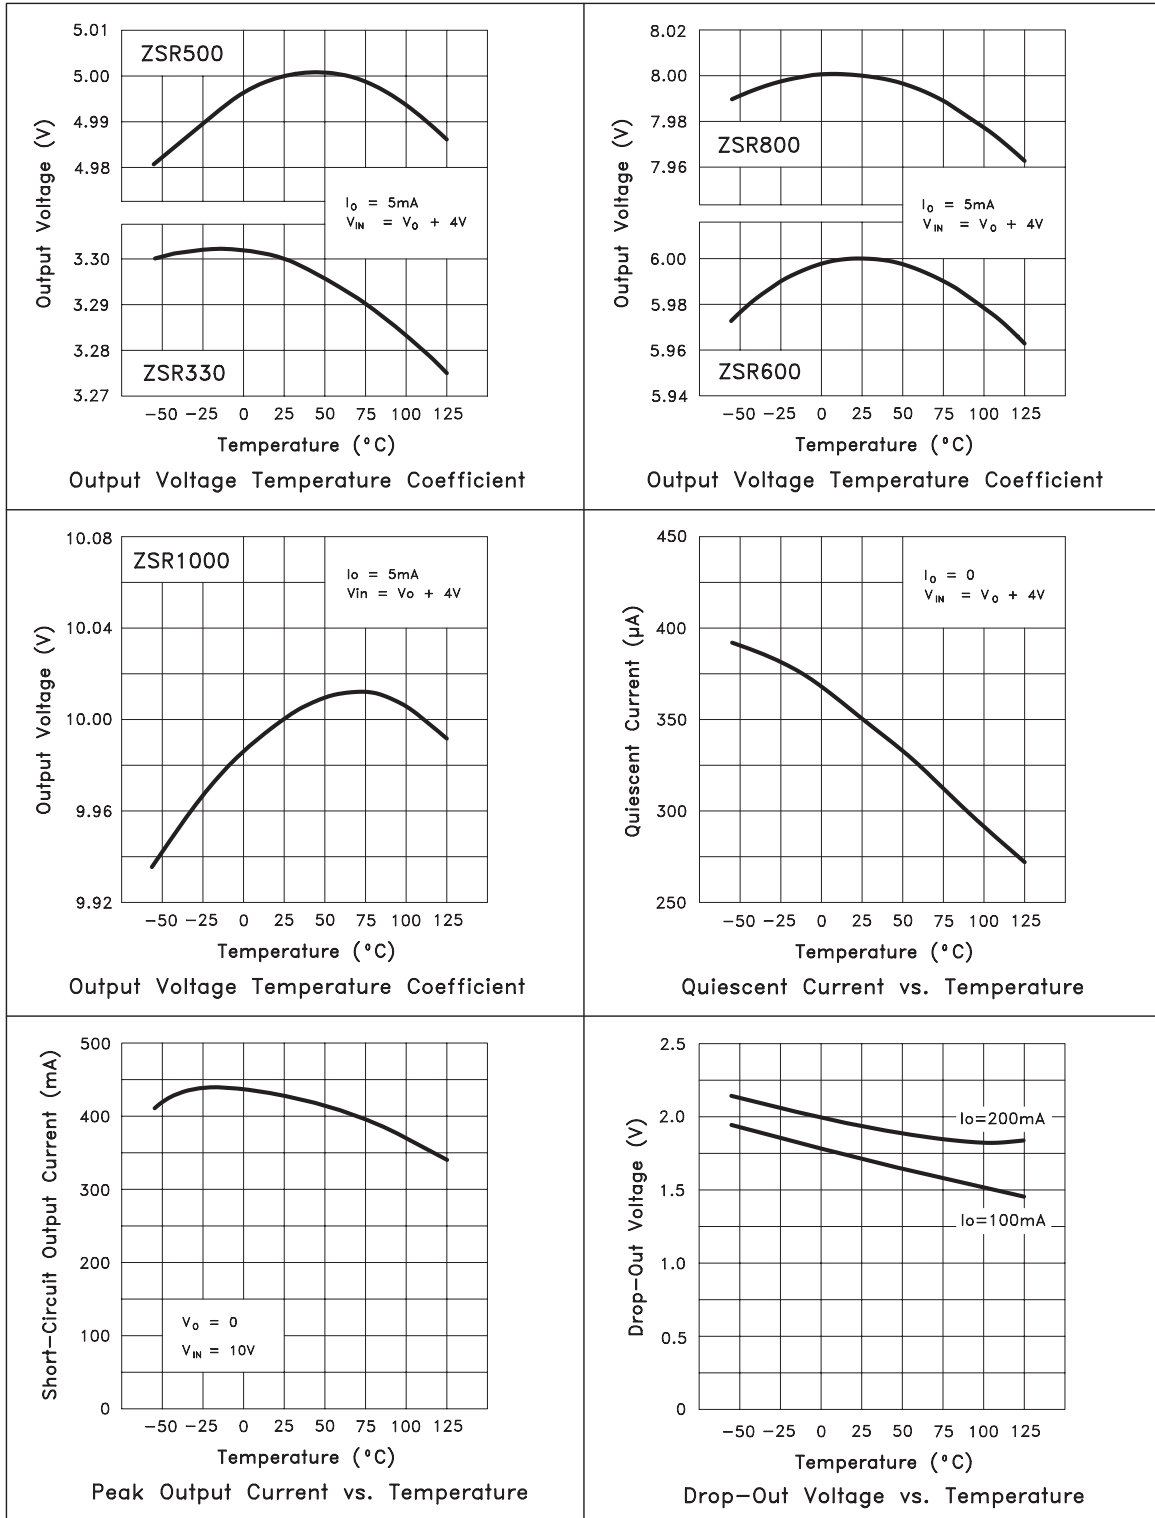 5.01
ZSR500
5.00
4.99
4.98
Output Voltage (V)
I_O = 5mA
V_IN = V_O + 4V
3.30
3.29
3.28
3.27
Output Voltage (V)
ZSR330
−50 −25 0 25 50 75 100 125
Temperature (°C)
Output Voltage Temperature Coefficient
8.02
8.00
7.98
7.96
ZSR800
Output Voltage (V)
I_O = 5mA
V_IN = V_O + 4V
6.00
5.98
5.96
5.94
ZSR600
−50 −25 0 25 50 75 100 125
Temperature (°C)
Output Voltage Temperature Coefficient
10.08
ZSR1000
Io = 5mA
Vin = Vo + 4V
10.04
10.00
9.96
9.92
Output Voltage (V)
−50 −25 0 25 50 75 100 125
Temperature (°C)
Output Voltage Temperature Coefficient
450
I_O = 0
V_IN = V_O + 4V
400
350
300
250
Quiescent Current (µA)
−50 −25 0 25 50 75 100 125
Temperature (°C)
Quiescent Current vs. Temperature
500
400
300
200
100
0
Short−Circuit Output Current (mA)
V_O = 0
V_IN = 10V
−50 −25 0 25 50 75 100 125
Temperature (°C)
Peak Output Current vs. Temperature
2.5
2.0
1.5
1.0
0.5
0
Drop−Out Voltage (V)
Io=200mA
Io=100mA
−50 −25 0 25 50 75 100 125
Temperature (°C)
Drop−Out Voltage vs. Temperature